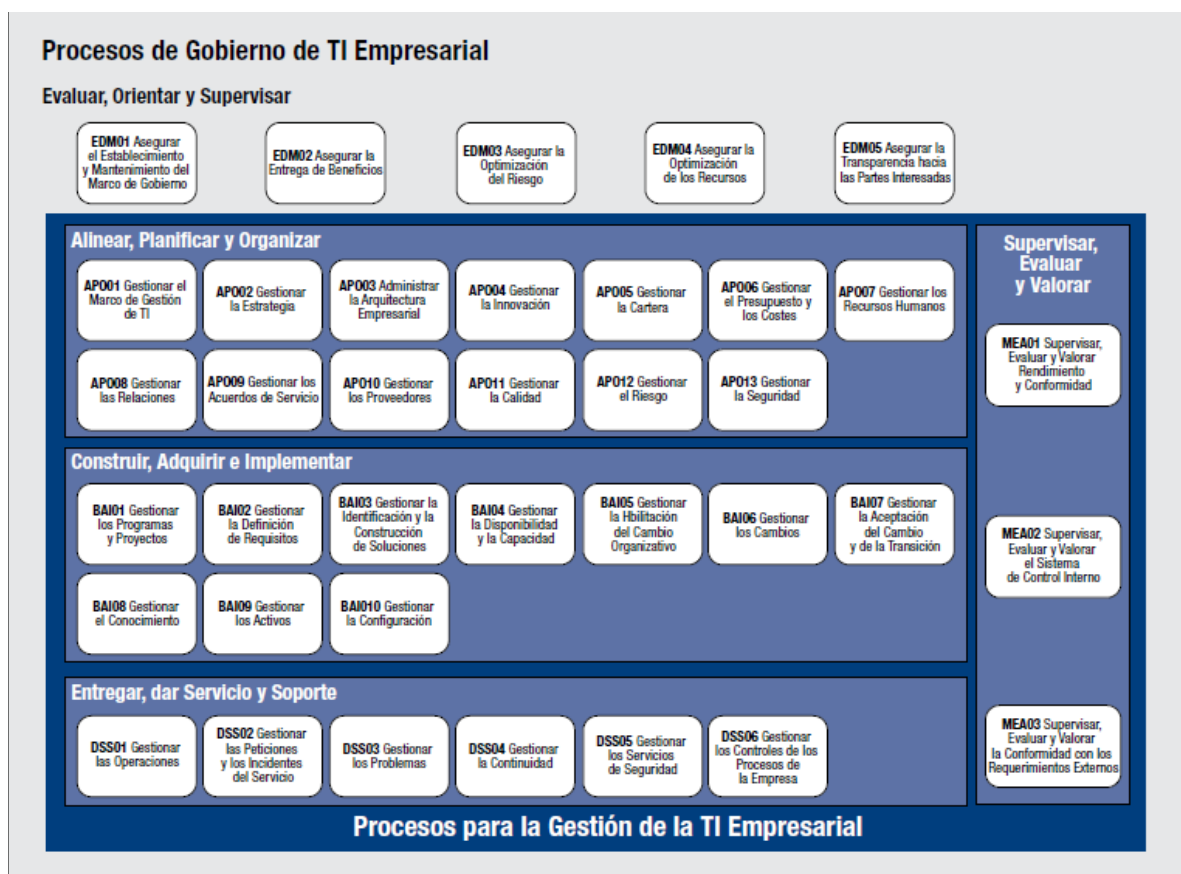 Procesos de Gobierno de TI Empresarial
Evaluar, Orientar y Supervisar
EDM01 Asegurar
el Establecimiento
y Mantenimiento del
Marco de Gobierno
EDM02 Asegurar la
Entrega de Beneficios
EDM03 Asegurar la
Optimización
del Riesgo
EDM04 Asegurar la
Optimización
de los Recursos
EDM05 Asegurar la
Transparencia hacia
las Partes Interesadas
Alinear, Planificar y Organizar
APO01 Gestionar el
Marco de Gestión
de TI
APO02 Gestionar
la Estrategia
APO03 Administrar
la Arquitectura
Empresarial
APO04 Gestionar
la Innovación
APO05 Gestionar
la Cartera
APO06 Gestionar
el Presupuesto y
los Costes
APO07 Gestionar los
Recursos Humanos
APO08 Gestionar
las Relaciones
APO09 Gestionar los
Acuerdos de Servicio
APO10 Gestionar
los Proveedores
APO11 Gestionar
la Calidad
APO12 Gestionar
el Riesgo
APO13 Gestionar
la Seguridad
Construir, Adquirir e Implementar
BAI01 Gestionar
los Programas
y Proyectos
BAI02 Gestionar
la Definición
de Requisitos
BAI03 Gestionar la
Identificación y la
Construcción
de Soluciones
BAI04 Gestionar
la Disponibilidad
y la Capacidad
BAI05 Gestionar
la Hbilitación
del Cambio
Organizativo
BAI06 Gestionar
los Cambios
BAI07 Gestionar
la Aceptación
del Cambio
y de la Transición
BAI08 Gestionar
el Conocimiento
BAI09 Gestionar
los Activos
BAI010 Gestionar
la Configuración
Entregar, dar Servicio y Soporte
DSS01 Gestionar
las Operaciones
DSS02 Gestionar
las Peticiones
y los Incidentes
del Servicio
DSS03 Gestionar
los Problemas
DSS04 Gestionar
la Continuidad
DSS05 Gestionar
los Servicios
de Seguridad
DSS06 Gestionar
los Controles de los
Procesos de
la Empresa
Supervisar,
Evaluar
y Valorar
MEA01 Supervisar,
Evaluar y Valorar
Rendimiento
y Conformidad
MEA02 Supervisar,
Evaluar y Valorar
el Sistema
de Control Interno
MEA03 Supervisar,
Evaluar y Valorar
la Conformidad con los
Requerimientos Externos
Procesos para la Gestión de la TI Empresarial